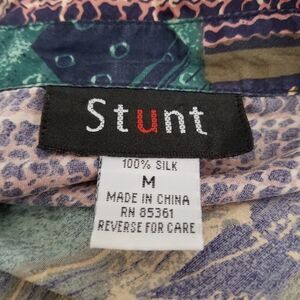 Stunt
100% SILK
M
MADE IN CHINA
RN 85361
REVERSE FOR CARE